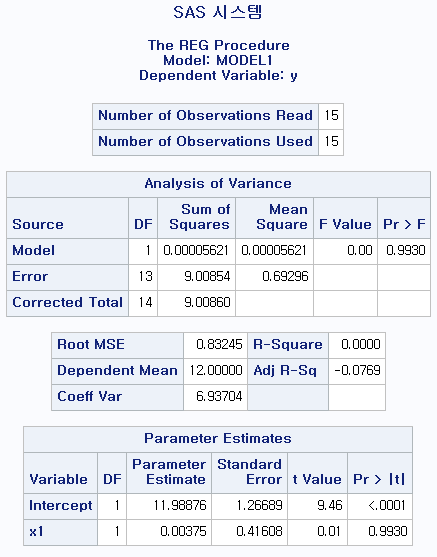 SAS 시스템
The REG Procedure
Model: MODEL1
Dependent Variable: y
Number of Observations Read 15
Number of Observations Used 15
Analysis of Variance
Source DF Sum of Squares Mean Square F Value Pr > F
Model 1 0.00005621 0.00005621 0.00 0.9930
Error 13 9.00854 0.69296
Corrected Total 14 9.00860
Root MSE 0.83245 R-Square 0.0000
Dependent Mean 12.00000 Adj R-Sq -0.0769
Coeff Var 6.93704
Parameter Estimates
Variable DF Parameter Estimate Standard Error t Value Pr > |t|
Intercept 1 11.98876 1.26689 9.46 <.0001
x1 1 0.00375 0.41608 0.01 0.9930